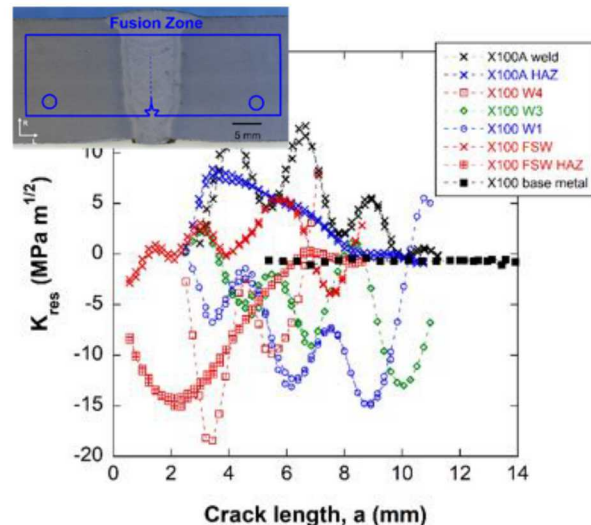 Fusion Zone
5 mm
X100A weld
X100A HAZ
X100 W4
X100 W3
X100 W1
X100 FSW
X100 FSW HAZ
X100 base metal
10
5
0
-5
-10
-15
-20
K_res (MPa m^1/2)
0 2 4 6 8 10 12 14
Crack length, a (mm)